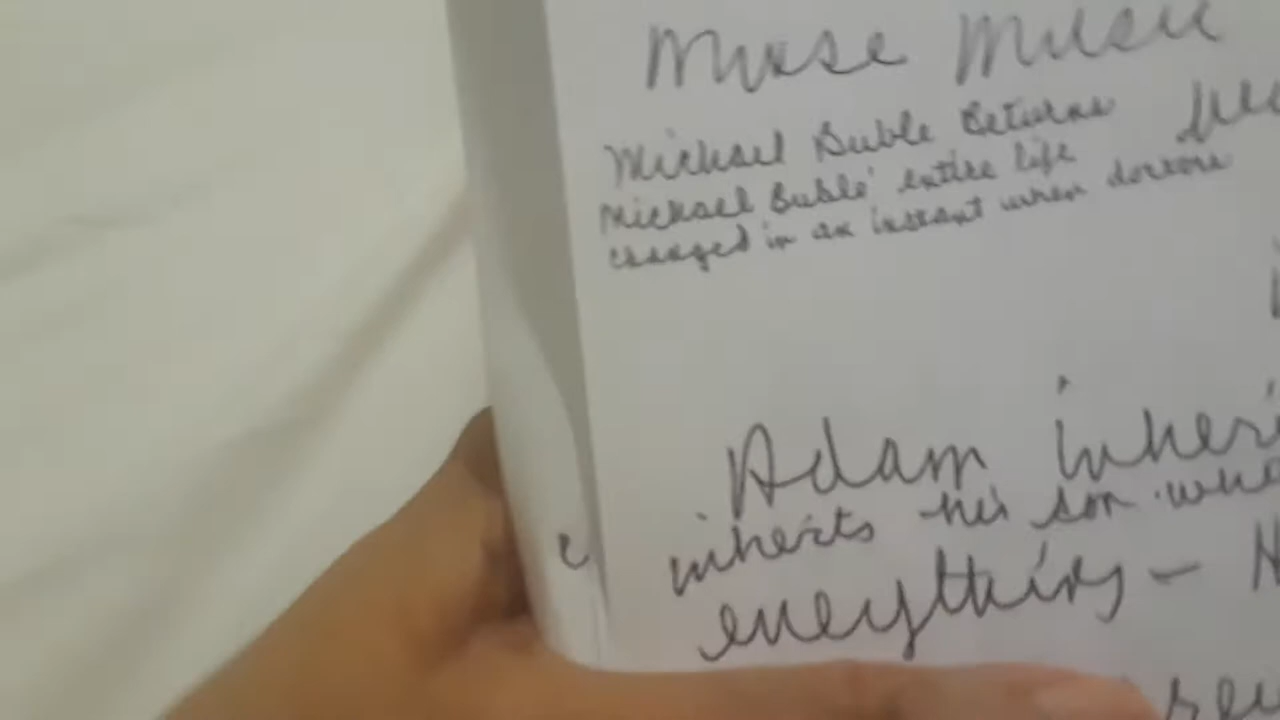 Muse Music
Michael Buble Returns
Michael Buble' entire life
changed in an instant when doctors
Adam inheri
inherits his son whe
everything – H